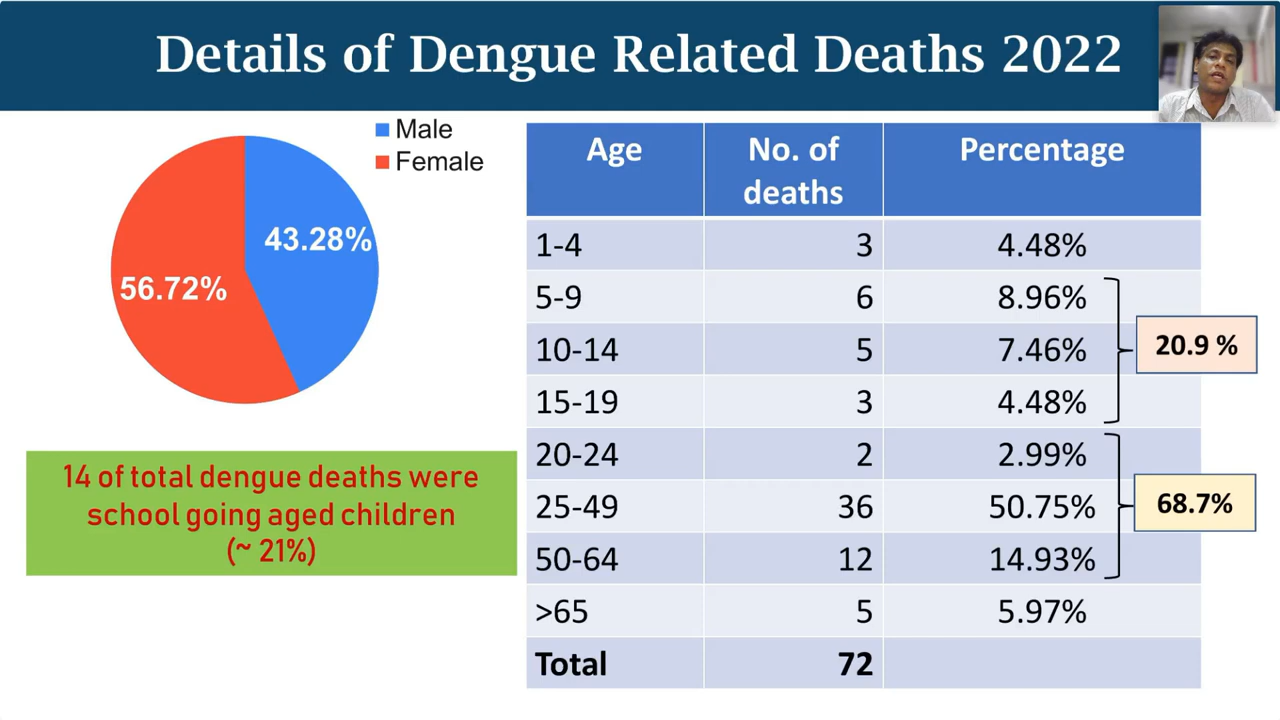 Details of Dengue Related Deaths 2022
Male
Female
43.28%
56.72%
14 of total dengue deaths were
school going aged children
(~ 21%)
Age No. of deaths Percentage
1-4 3 4.48%
5-9 6 8.96%
10-14 5 7.46%
15-19 3 4.48%
20-24 2 2.99%
25-49 36 50.75%
50-64 12 14.93%
>65 5 5.97%
Total 72
20.9 %
68.7%